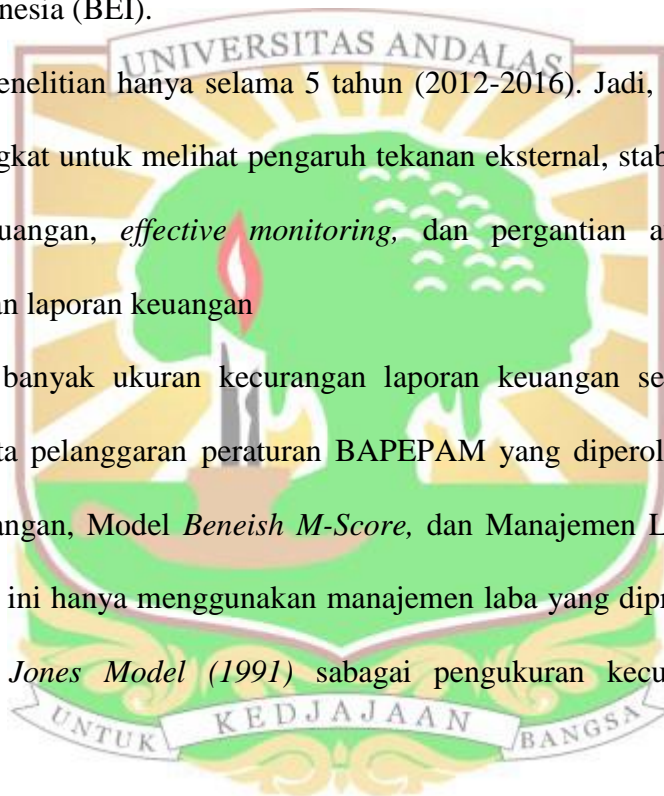 nesia (BEI).
UNIVERSITAS ANDALAS
enelitian hanya selama 5 tahun (2012-2016). Jadi,
gkat untuk melihat pengaruh tekanan eksternal, stab
uangan, effective monitoring, dan pergantian a
an laporan keuangan
banyak ukuran kecurangan laporan keuangan se
ta pelanggaran peraturan BAPEPAM yang diperol
angan, Model Beneish M-Score, dan Manajemen L
ini hanya menggunakan manajemen laba yang dipr
Jones Model (1991) sabagai pengukuran kecu
UNTUK KEDJAJAAN BANGSA